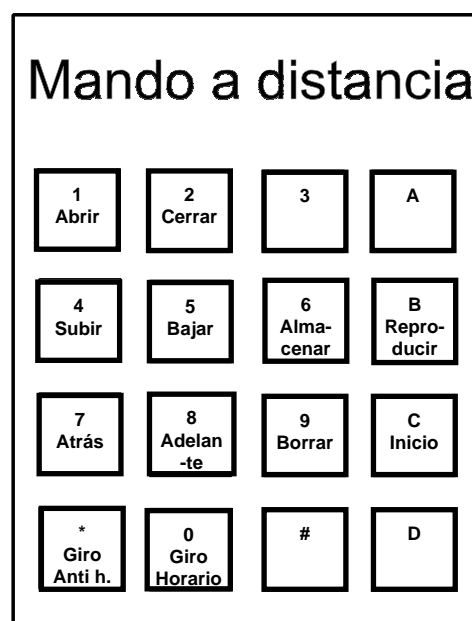 Mando a distancia
1
Abrir
2
Cerrar
3
A
4
Subir
5
Bajar
6
Alma-
cenar
B
Repro-
ducir
7
Atrás
8
Adelan
-te
9
Borrar
C
Inicio
*
Giro
Anti h.
0
Giro
Horario
#
D